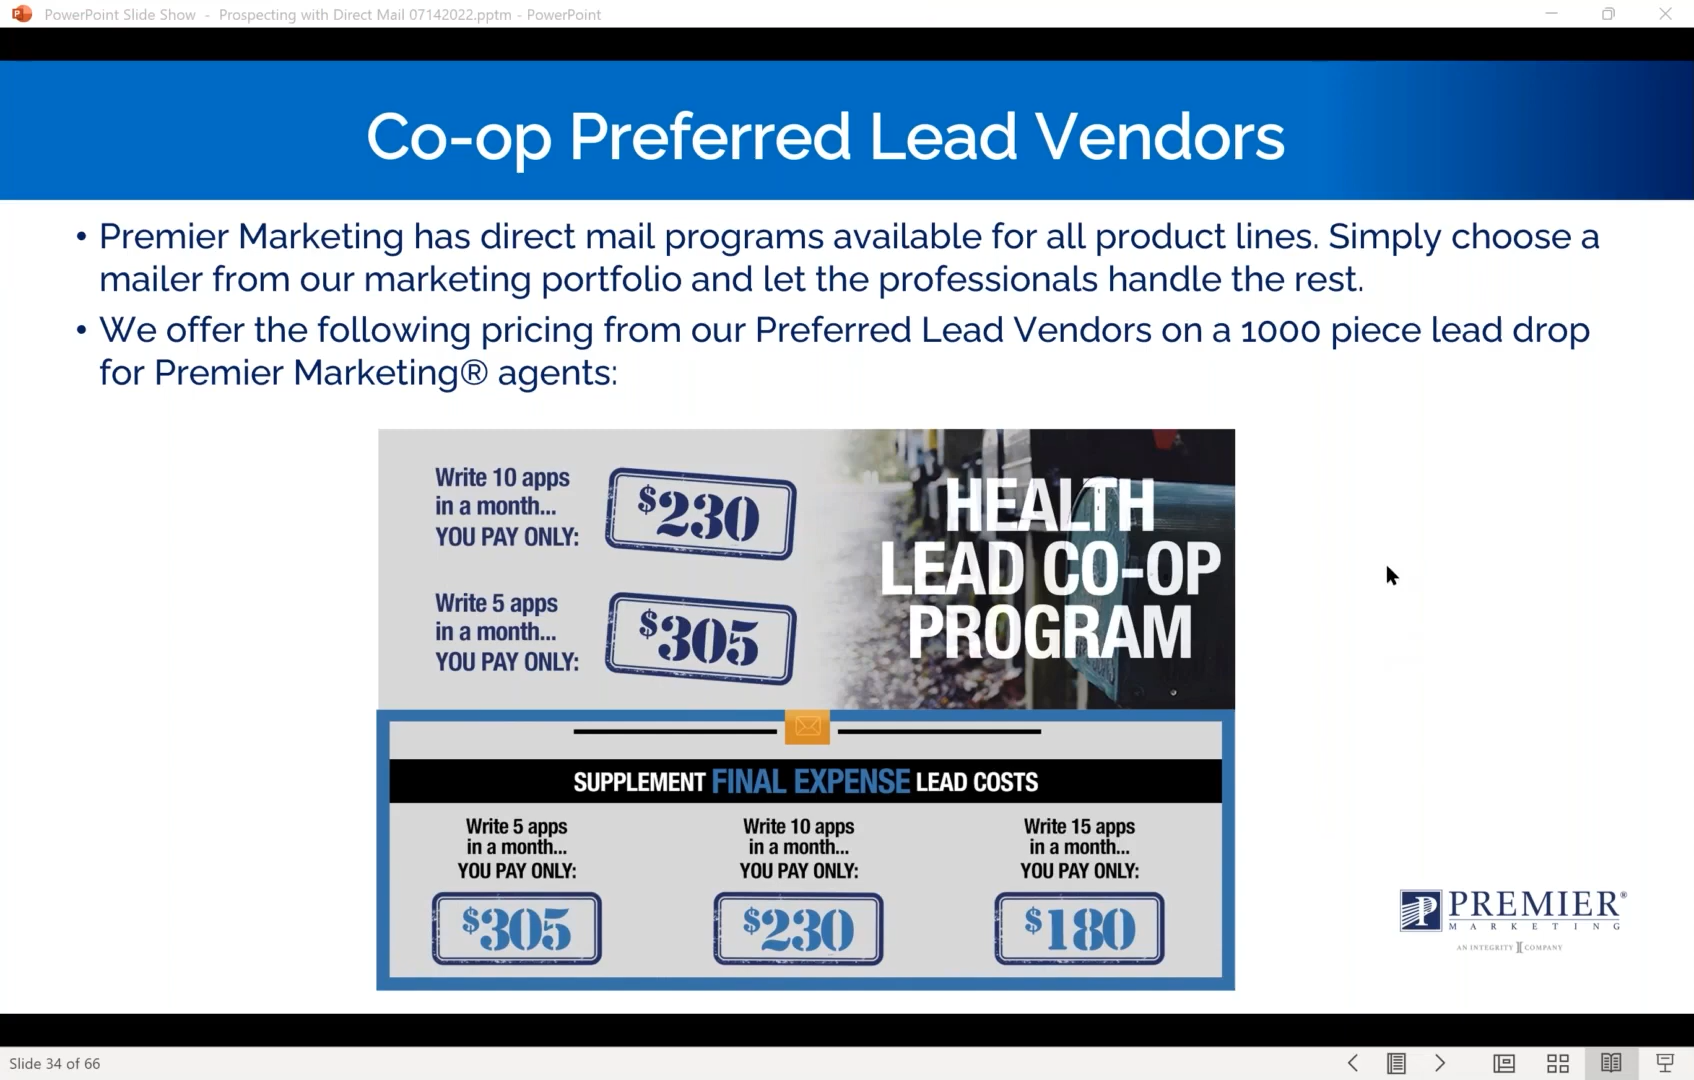 PowerPoint Slide Show - Prospecting with Direct Mail 07142022.pptm - PowerPoint
Co-op Preferred Lead Vendors
• Premier Marketing has direct mail programs available for all product lines. Simply choose a
mailer from our marketing portfolio and let the professionals handle the rest.
• We offer the following pricing from our Preferred Lead Vendors on a 1000 piece lead drop
for Premier Marketing® agents:
Write 10 apps
in a month...
YOU PAY ONLY:
$230
Write 5 apps
in a month...
YOU PAY ONLY:
$305
HEALTH
LEAD CO-OP
PROGRAM
SUPPLEMENT FINAL EXPENSE LEAD COSTS
Write 5 apps
in a month...
YOU PAY ONLY:
$305
Write 10 apps
in a month...
YOU PAY ONLY:
$230
Write 15 apps
in a month...
YOU PAY ONLY:
$180
PREMIER®
MARKETING
AN INTEGRITY COMPANY
Slide 34 of 66